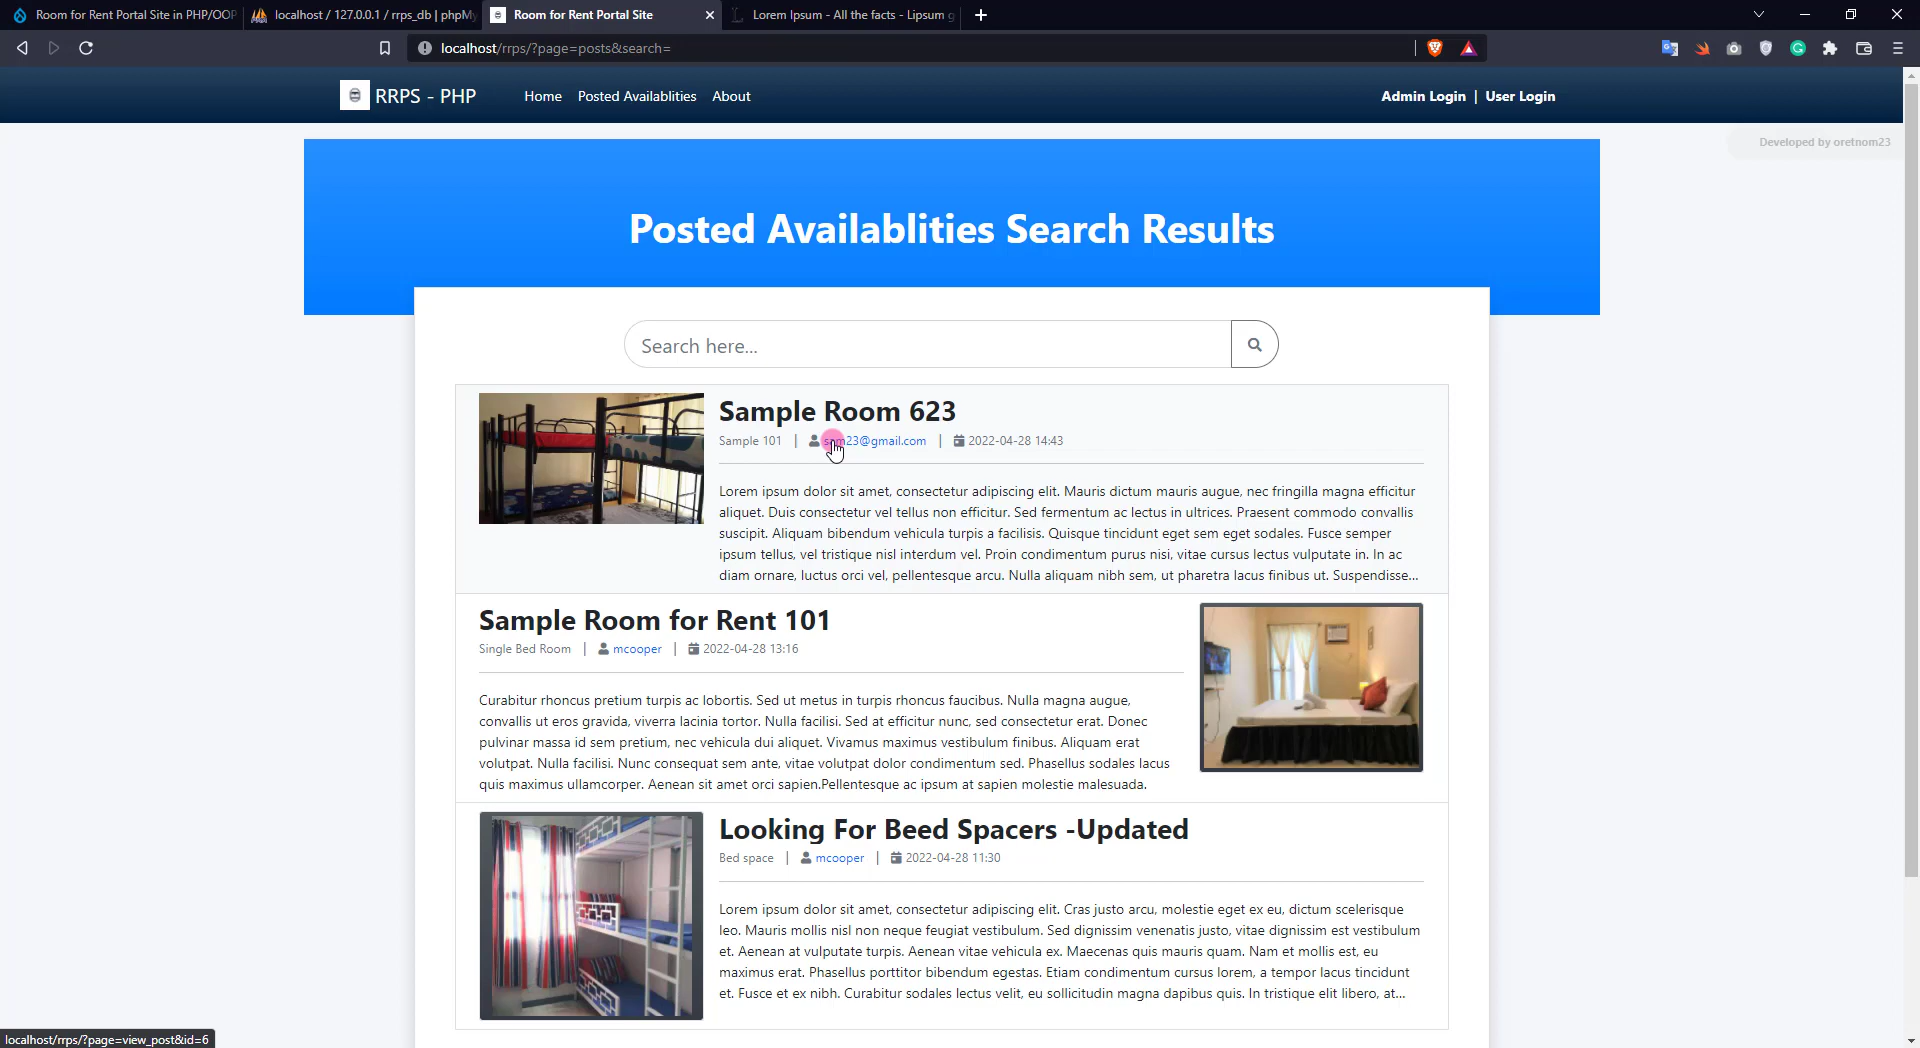 Room for Rent Portal Site in PHP/OOP
localhost / 127.0.0.1 / rrps_db | phpMy
Room for Rent Portal Site
Lorem Ipsum - All the facts - Lipsum g
localhost/rrps/?page=posts&search=
RRPS - PHP
Home
Posted Availablities
About
Admin Login | User Login
Developed by oretnom23
Posted Availablities Search Results
Search here...
Sample Room 623
Sample 101 | sam23@gmail.com | 2022-04-28 14:43
Lorem ipsum dolor sit amet, consectetur adipiscing elit. Mauris dictum mauris augue, nec fringilla magna efficitur
aliquet. Duis consectetur vel tellus non efficitur. Sed fermentum ac lectus in ultrices. Praesent commodo convallis
suscipit. Aliquam bibendum vehicula turpis a facilisis. Quisque tincidunt eget sem eget sodales. Fusce semper
ipsum tellus, vel tristique nisl interdum vel. Proin condimentum purus nisi, vitae cursus lectus vulputate in. In ac
diam ornare, luctus orci vel, pellentesque arcu. Nulla aliquam nibh sem, ut pharetra lacus finibus ut. Suspendisse...
Sample Room for Rent 101
Single Bed Room | mcooper | 2022-04-28 13:16
Curabitur rhoncus pretium turpis ac lobortis. Sed ut metus in turpis rhoncus faucibus. Nulla magna augue,
convallis ut eros gravida, viverra lacinia tortor. Nulla facilisi. Sed at efficitur nunc, sed consectetur erat. Donec
pulvinar massa id sem pretium, nec vehicula dui aliquet. Vivamus maximus vestibulum finibus. Aliquam erat
volutpat. Nulla facilisi. Nunc consequat sem ante, vitae volutpat dolor condimentum sed. Phasellus sodales lacus
quis maximus ullamcorper. Aenean sit amet orci sapien.Pellentesque ac ipsum at sapien molestie malesuada.
Looking For Beed Spacers -Updated
Bed space | mcooper | 2022-04-28 11:30
Lorem ipsum dolor sit amet, consectetur adipiscing elit. Cras justo arcu, molestie eget ex eu, dictum scelerisque
leo. Mauris mollis nisl non neque feugiat vestibulum. Sed dignissim venenatis justo, vitae dignissim est vestibulum
et. Aenean at vulputate turpis. Aenean vitae vehicula ex. Maecenas quis mauris quam. Nam et mollis est, eu
maximus erat. Phasellus porttitor bibendum egestas. Etiam condimentum cursus lorem, a tempor lacus tincidunt
et. Fusce et ex nibh. Curabitur sodales lectus velit, eu sollicitudin magna dapibus quis. In tristique elit libero, at...
localhost/rrps/?page=view_post&id=6